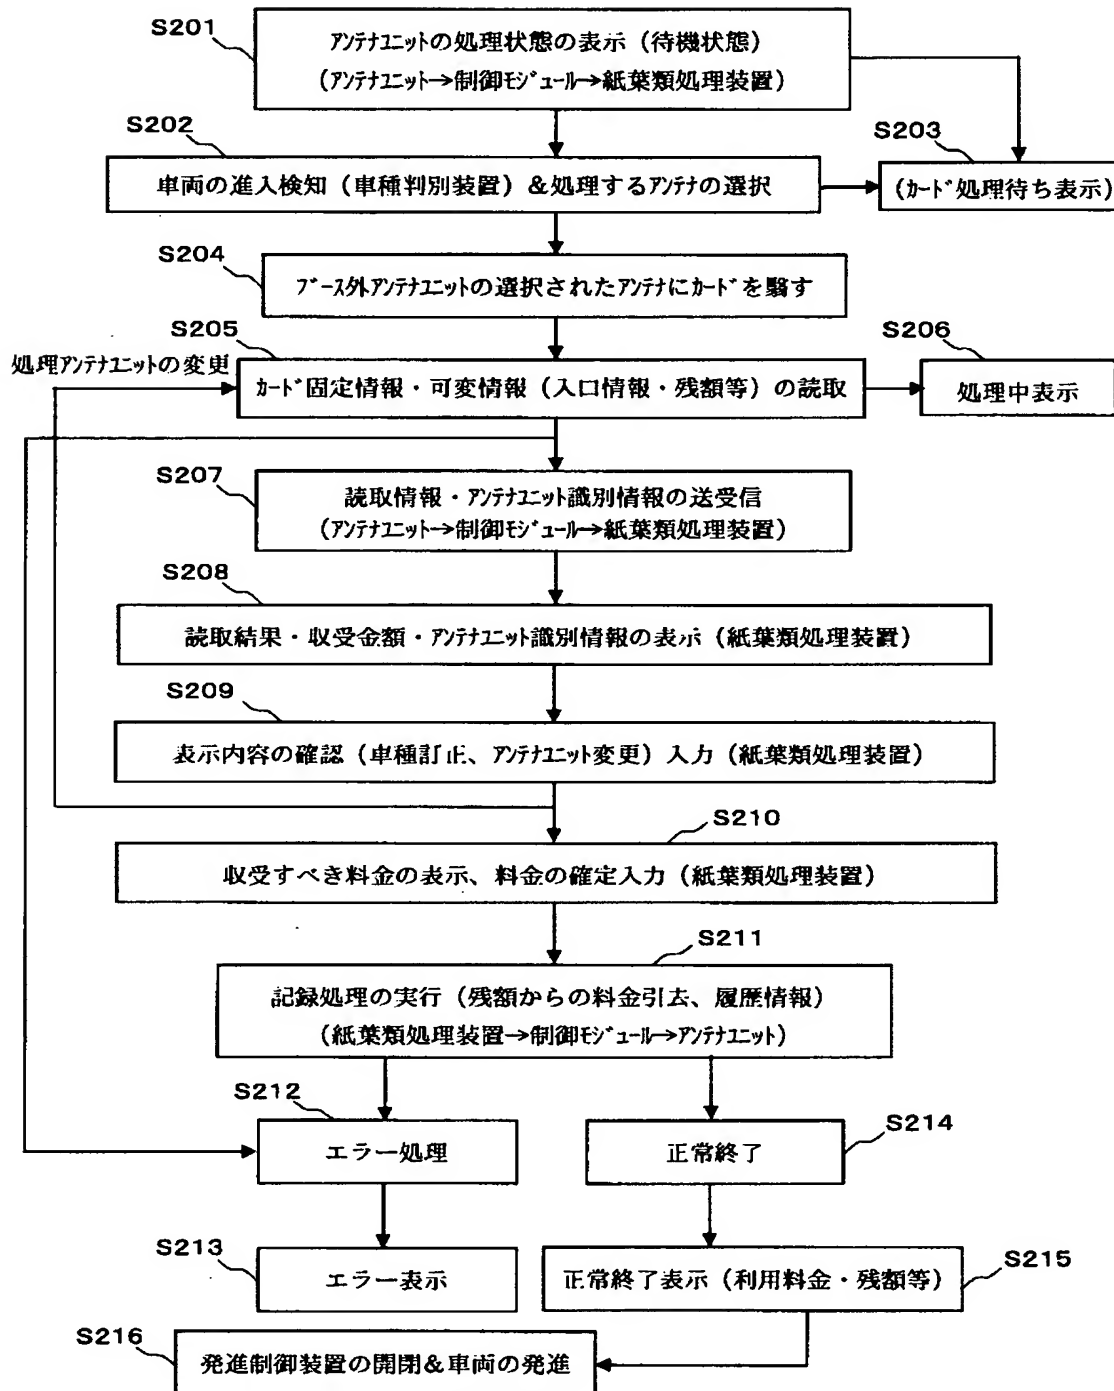 S201
アンテナユニットの処理状態の表示（待機状態）
（アンテナユニット→制御モジュール→紙葉類処理装置）
S202
車両の進入検知（車種判別装置）&処理するアンテナの選択
S203
（カード処理待ち表示）
S204
ブース外アンテナユニットの選択されたアンテナにカードを翳す
S205
処理アンテナユニットの変更
カード固定情報・可変情報（入口情報・残額等）の読取
S206
処理中表示
S207
読取情報・アンテナユニット識別情報の送受信
（アンテナユニット→制御モジュール→紙葉類処理装置）
S208
読取結果・収受金額・アンテナユニット識別情報の表示（紙葉類処理装置）
S209
表示内容の確認（車種訂正、アンテナユニット変更）入力（紙葉類処理装置）
S210
収受すべき料金の表示、料金の確定入力（紙葉類処理装置）
S211
記録処理の実行（残額からの料金引去、履歴情報）
（紙葉類処理装置→制御モジュール→アンテナユニット）
S212
エラー処理
S214
正常終了
S213
エラー表示
S215
正常終了表示（利用料金・残額等）
S216
発進制御装置の開閉&車両の発進